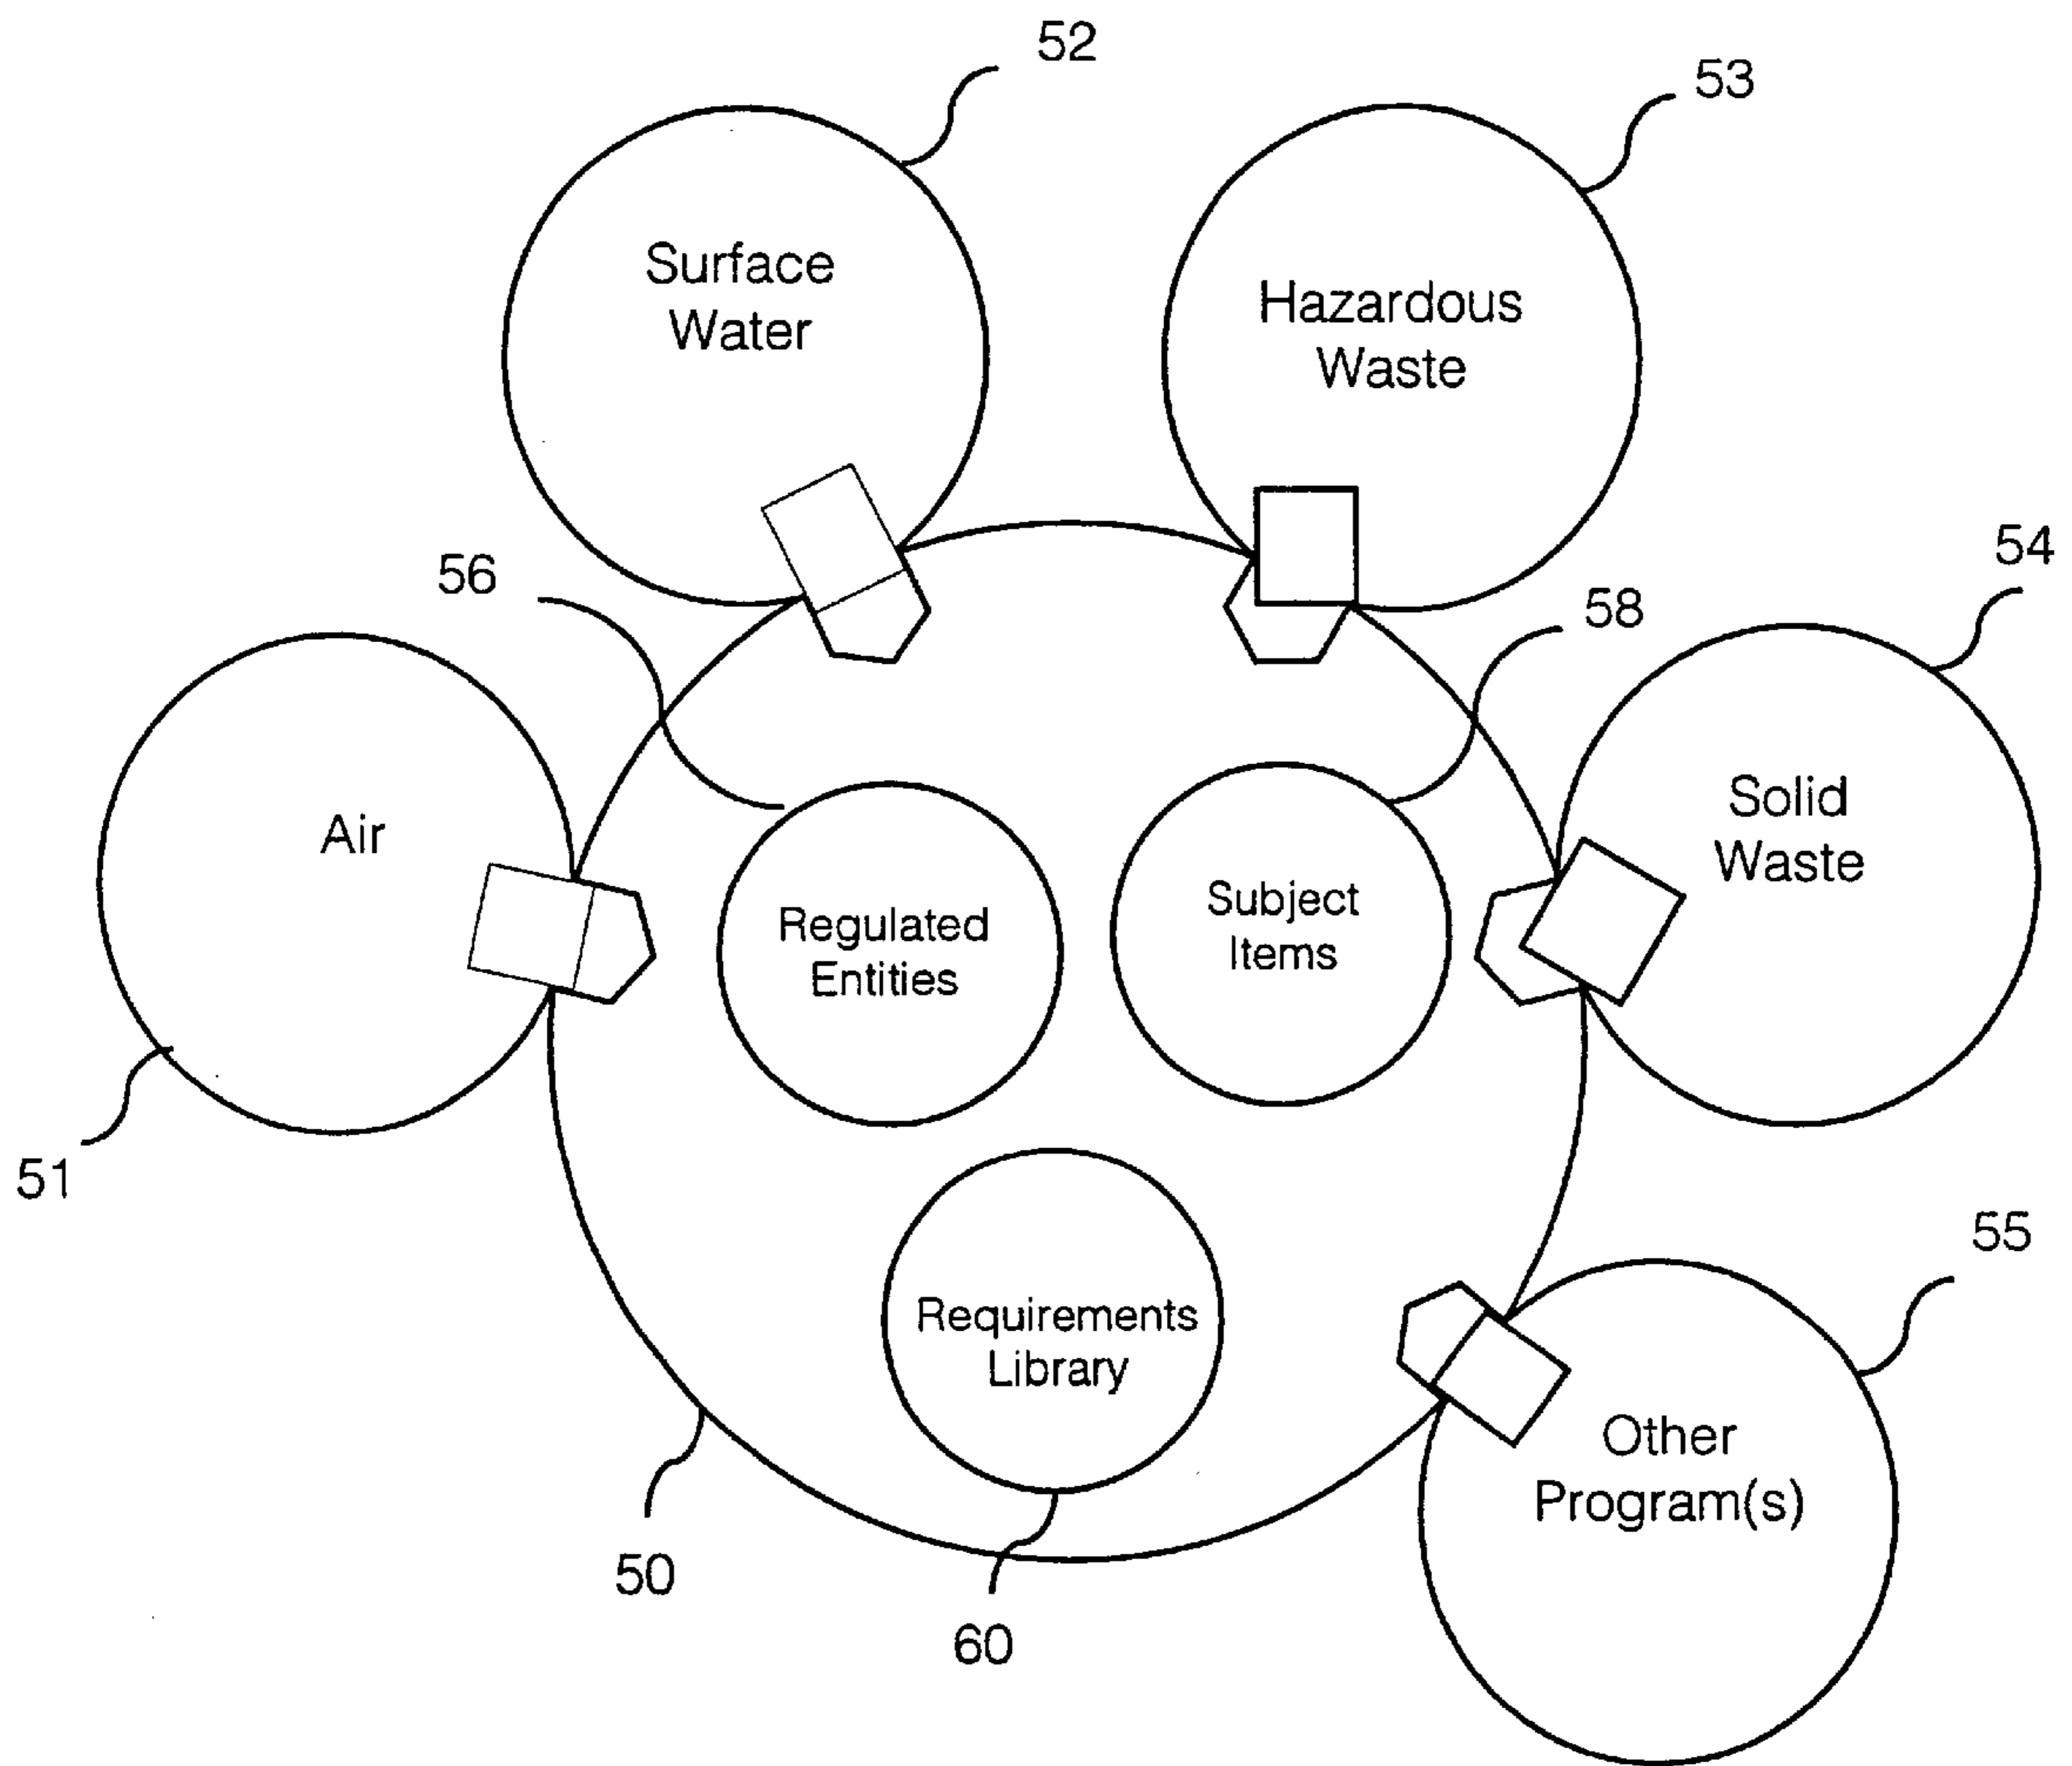 52
53
Surface
Water
Hazardous
Waste
54
56
58
Air
Solid
Waste
Regulated
Entities
Subject
Items
51
55
Requirements
Library
Other
Program(s)
50
60